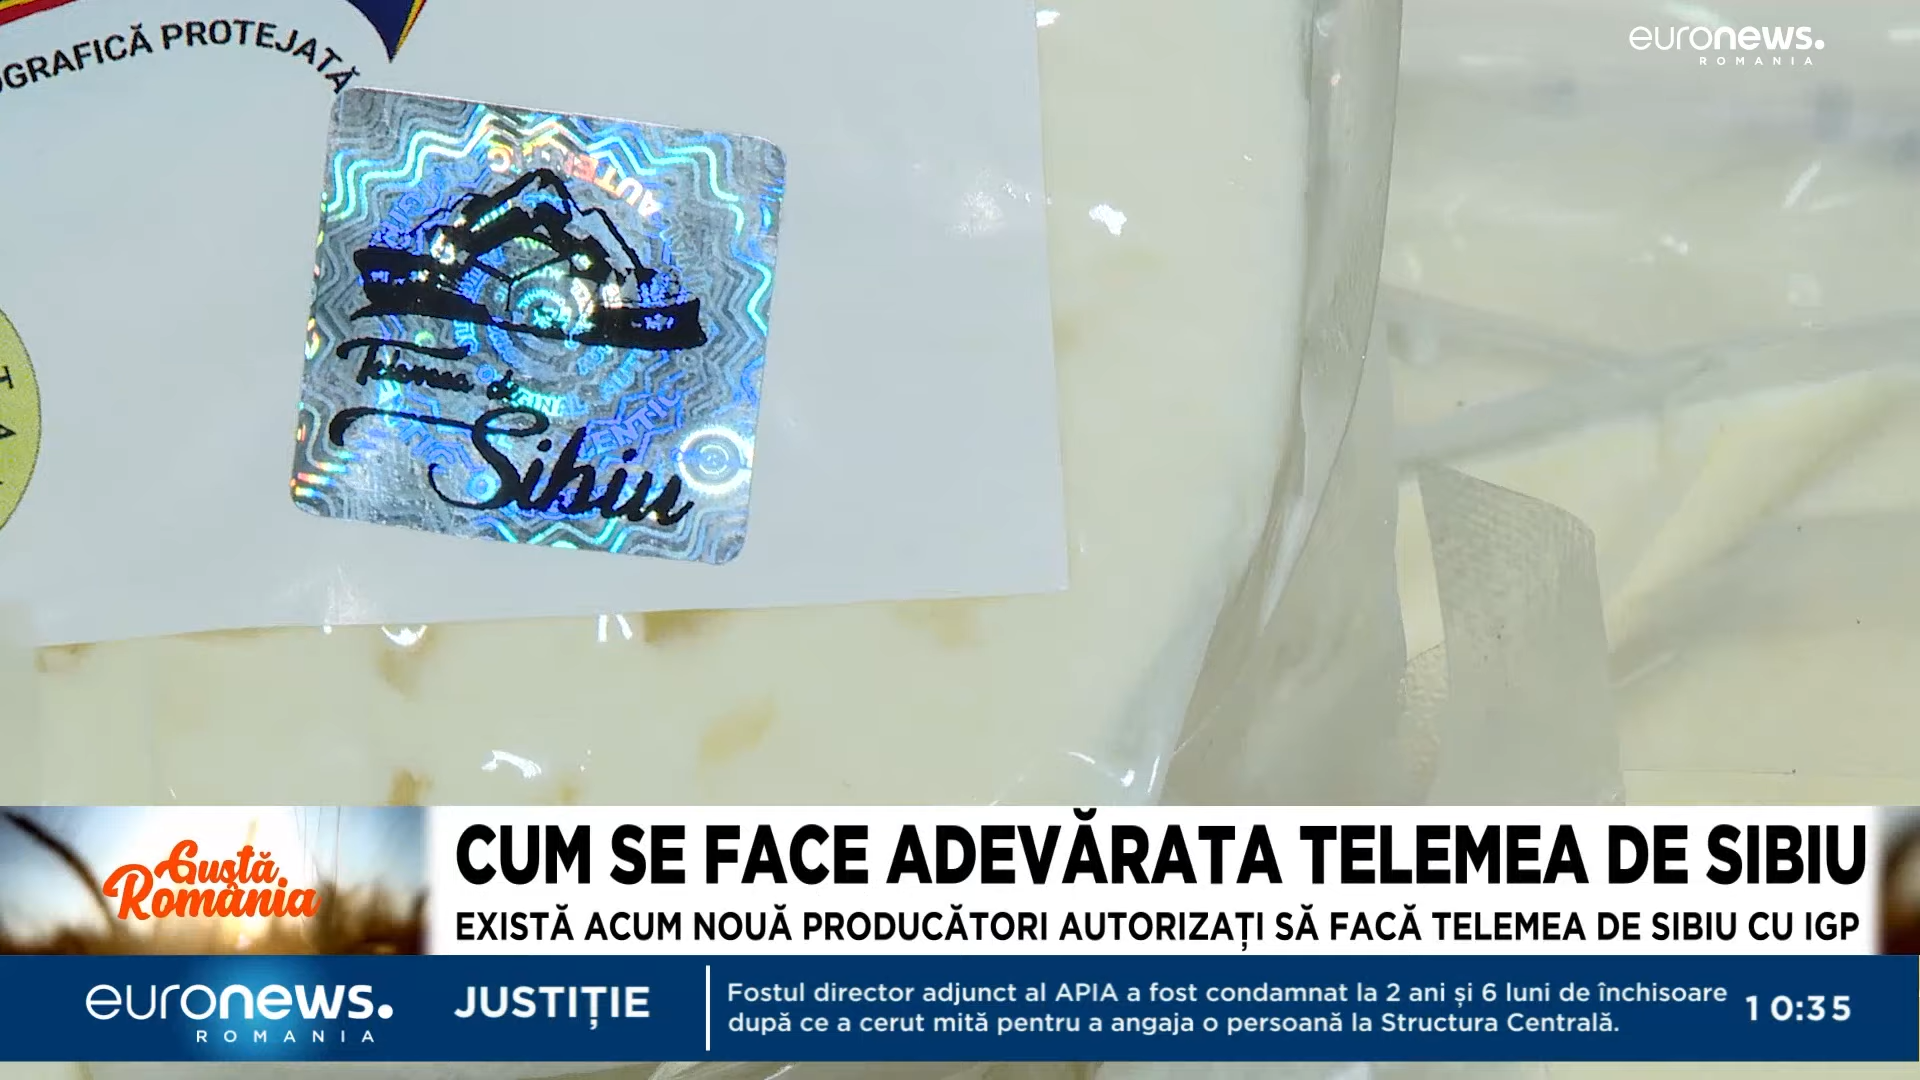 OGRAFICĂ PROTEJATĂ
euronews.
ROMANIA
AUTENTIC
Telemea de
ENTIC
Sibiu
Gustă
România
CUM SE FACE ADEVĂRATA TELEMEA DE SIBIU
EXISTĂ ACUM NOUĂ PRODUCĂTORI AUTORIZAȚI SĂ FACĂ TELEMEA DE SIBIU CU IGP
euronews.
ROMANIA
JUSTIȚIE
Fostul director adjunct al APIA a fost condamnat la 2 ani și 6 luni de închisoare
după ce a cerut mită pentru a angaja o persoană la Structura Centrală.
10:35